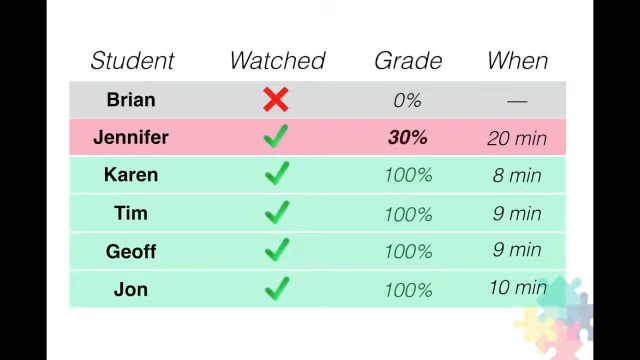 Student Watched Grade When
Brian ❌ 0% —
Jennifer ✔ 30% 20 min
Karen ✔ 100% 8 min
Tim ✔ 100% 9 min
Geoff ✔ 100% 9 min
Jon ✔ 100% 10 min